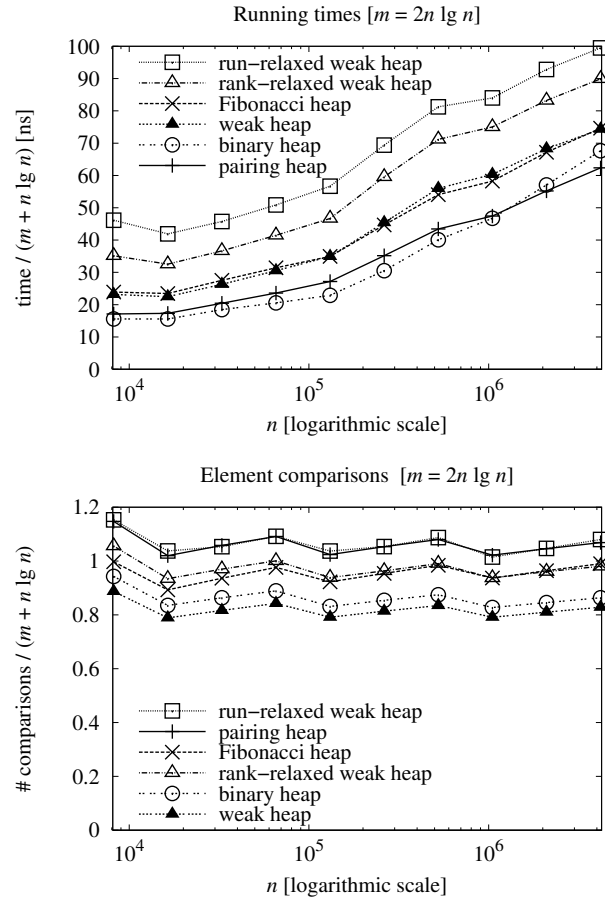 Running times [m = 2n lg n]
100
90
80
70
60
50
40
30
20
10
0
time / (m + n lg n) [ns]
run−relaxed weak heap
rank−relaxed weak heap
Fibonacci heap
weak heap
binary heap
pairing heap
10^4
10^5
10^6
n [logarithmic scale]
Element comparisons [m = 2n lg n]
1.2
1
0.8
0.6
0.4
0.2
0
# comparisons / (m + n lg n)
run−relaxed weak heap
pairing heap
Fibonacci heap
rank−relaxed weak heap
binary heap
weak heap
10^4
10^5
10^6
n [logarithmic scale]